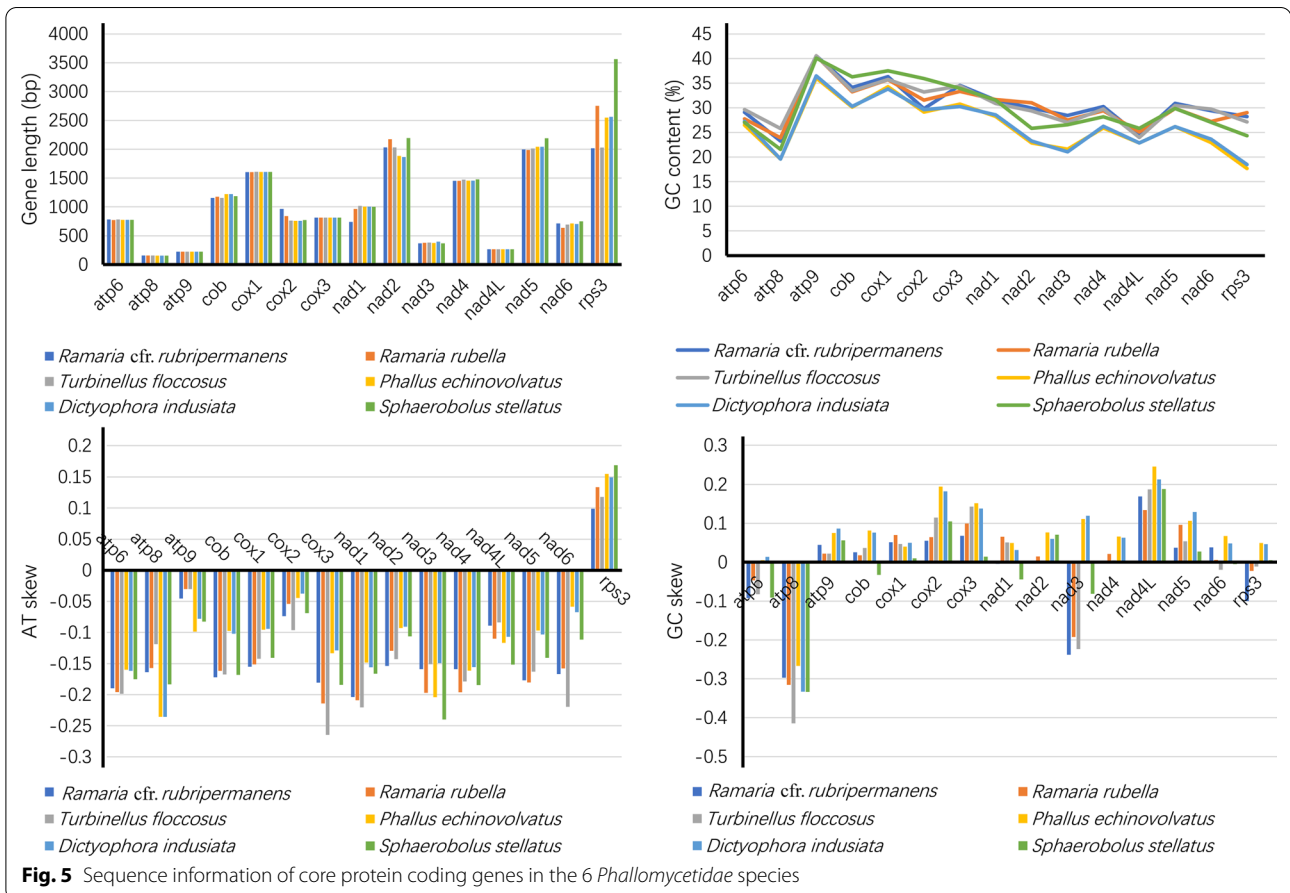 Gene length (bp)
4000
3500
3000
2500
2000
1500
1000
500
0
atp6 atp8 atp9 cob cox1 cox2 cox3 nad1 nad2 nad3 nad4 nad4L nad5 nad6 rps3
Ramaria cfr. rubripermanens Ramaria rubella
Turbinellus floccosus Phallus echinovolvatus
Dictyophora indusiata Sphaerobolus stellatus
GC content (%)
45
40
35
30
25
20
15
10
5
0
atp6 atp8 atp9 cob cox1 cox2 cox3 nad1 nad2 nad3 nad4 nad4L nad5 nad6 rps3
Ramaria cfr. rubripermanens Ramaria rubella
Turbinellus floccosus Phallus echinovolvatus
Dictyophora indusiata Sphaerobolus stellatus
AT skew
0.2
0.15
0.1
0.05
0
-0.05
-0.1
-0.15
-0.2
-0.25
-0.3
atp6 atp8 atp9 cob cox1 cox2 cox3 nad1 nad2 nad3 nad4 nad4L nad5 nad6 rps3
Ramaria cfr. rubripermanens Ramaria rubella
Turbinellus floccosus Phallus echinovolvatus
Dictyophora indusiata Sphaerobolus stellatus
GC skew
0.3
0.2
0.1
0
-0.1
-0.2
-0.3
-0.4
-0.5
atp6 atp8 atp9 cob cox1 cox2 cox3 nad1 nad2 nad3 nad4 nad4L nad5 nad6 rps3
Ramaria cfr. rubripermanens Ramaria rubella
Turbinellus floccosus Phallus echinovolvatus
Dictyophora indusiata Sphaerobolus stellatus
Fig. 5 Sequence information of core protein coding genes in the 6 Phallomycetidae species